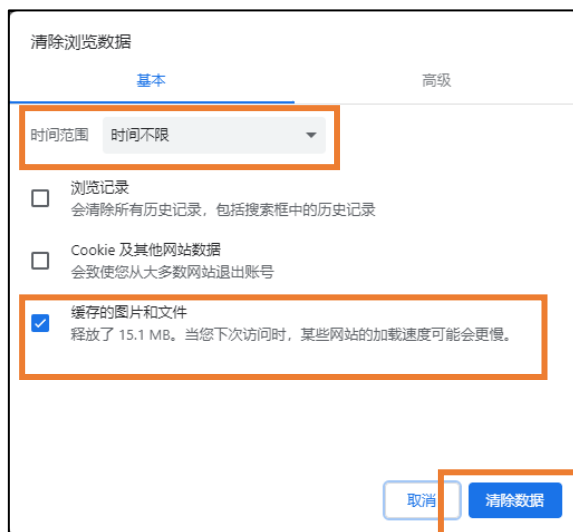 清除浏览数据
基本 高级
时间范围 时间不限
浏览记录
会清除所有历史记录，包括搜索框中的历史记录
Cookie 及其他网站数据
会致使您从大多数网站退出账号
缓存的图片和文件
释放了 15.1 MB。当您下次访问时，某些网站的加载速度可能会更慢。
取消 清除数据